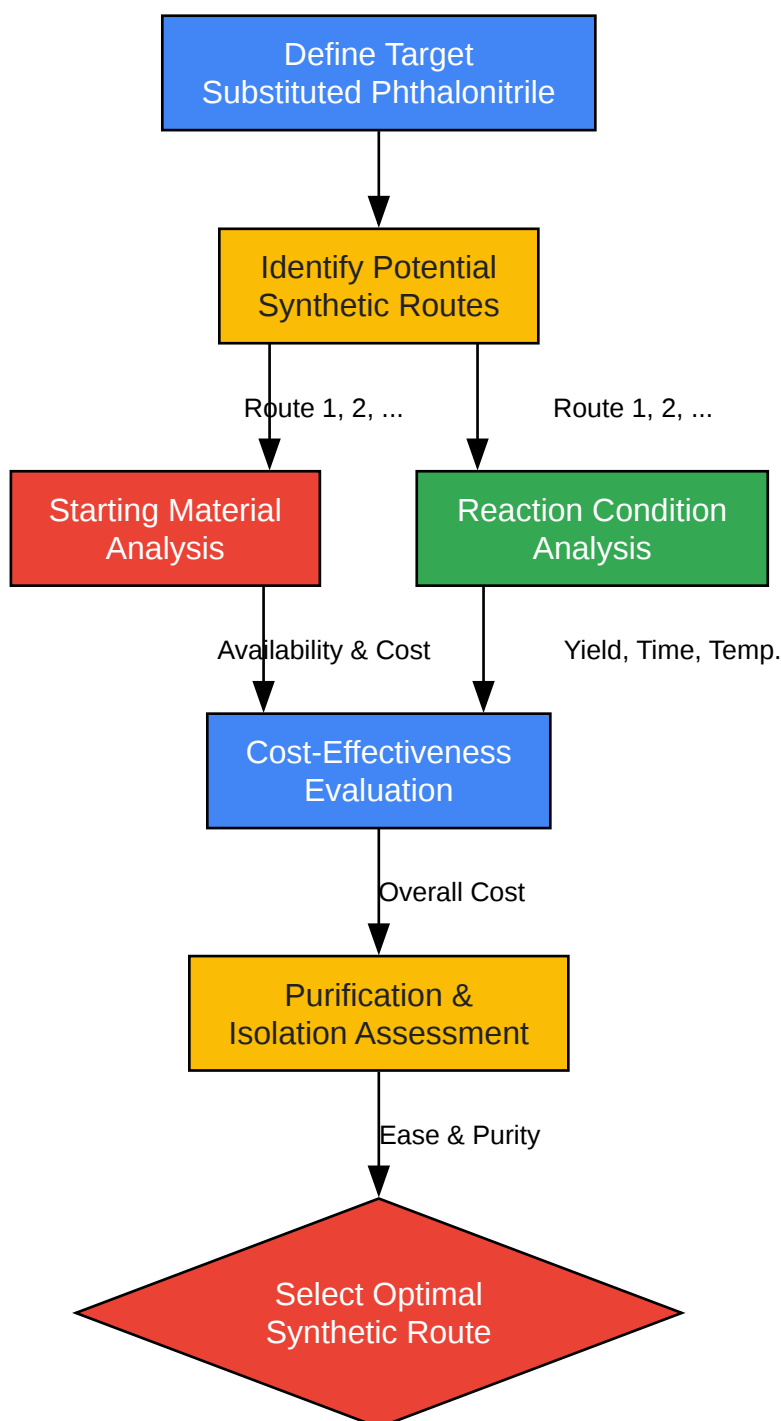 Define Target
Substituted Phthalonitrile
Identify Potential
Synthetic Routes
Route 1, 2, ...
Route 1, 2, ...
Starting Material
Analysis
Reaction Condition
Analysis
Availability & Cost
Yield, Time, Temp.
Cost-Effectiveness
Evaluation
Overall Cost
Purification &
Isolation Assessment
Ease & Purity
Select Optimal
Synthetic Route